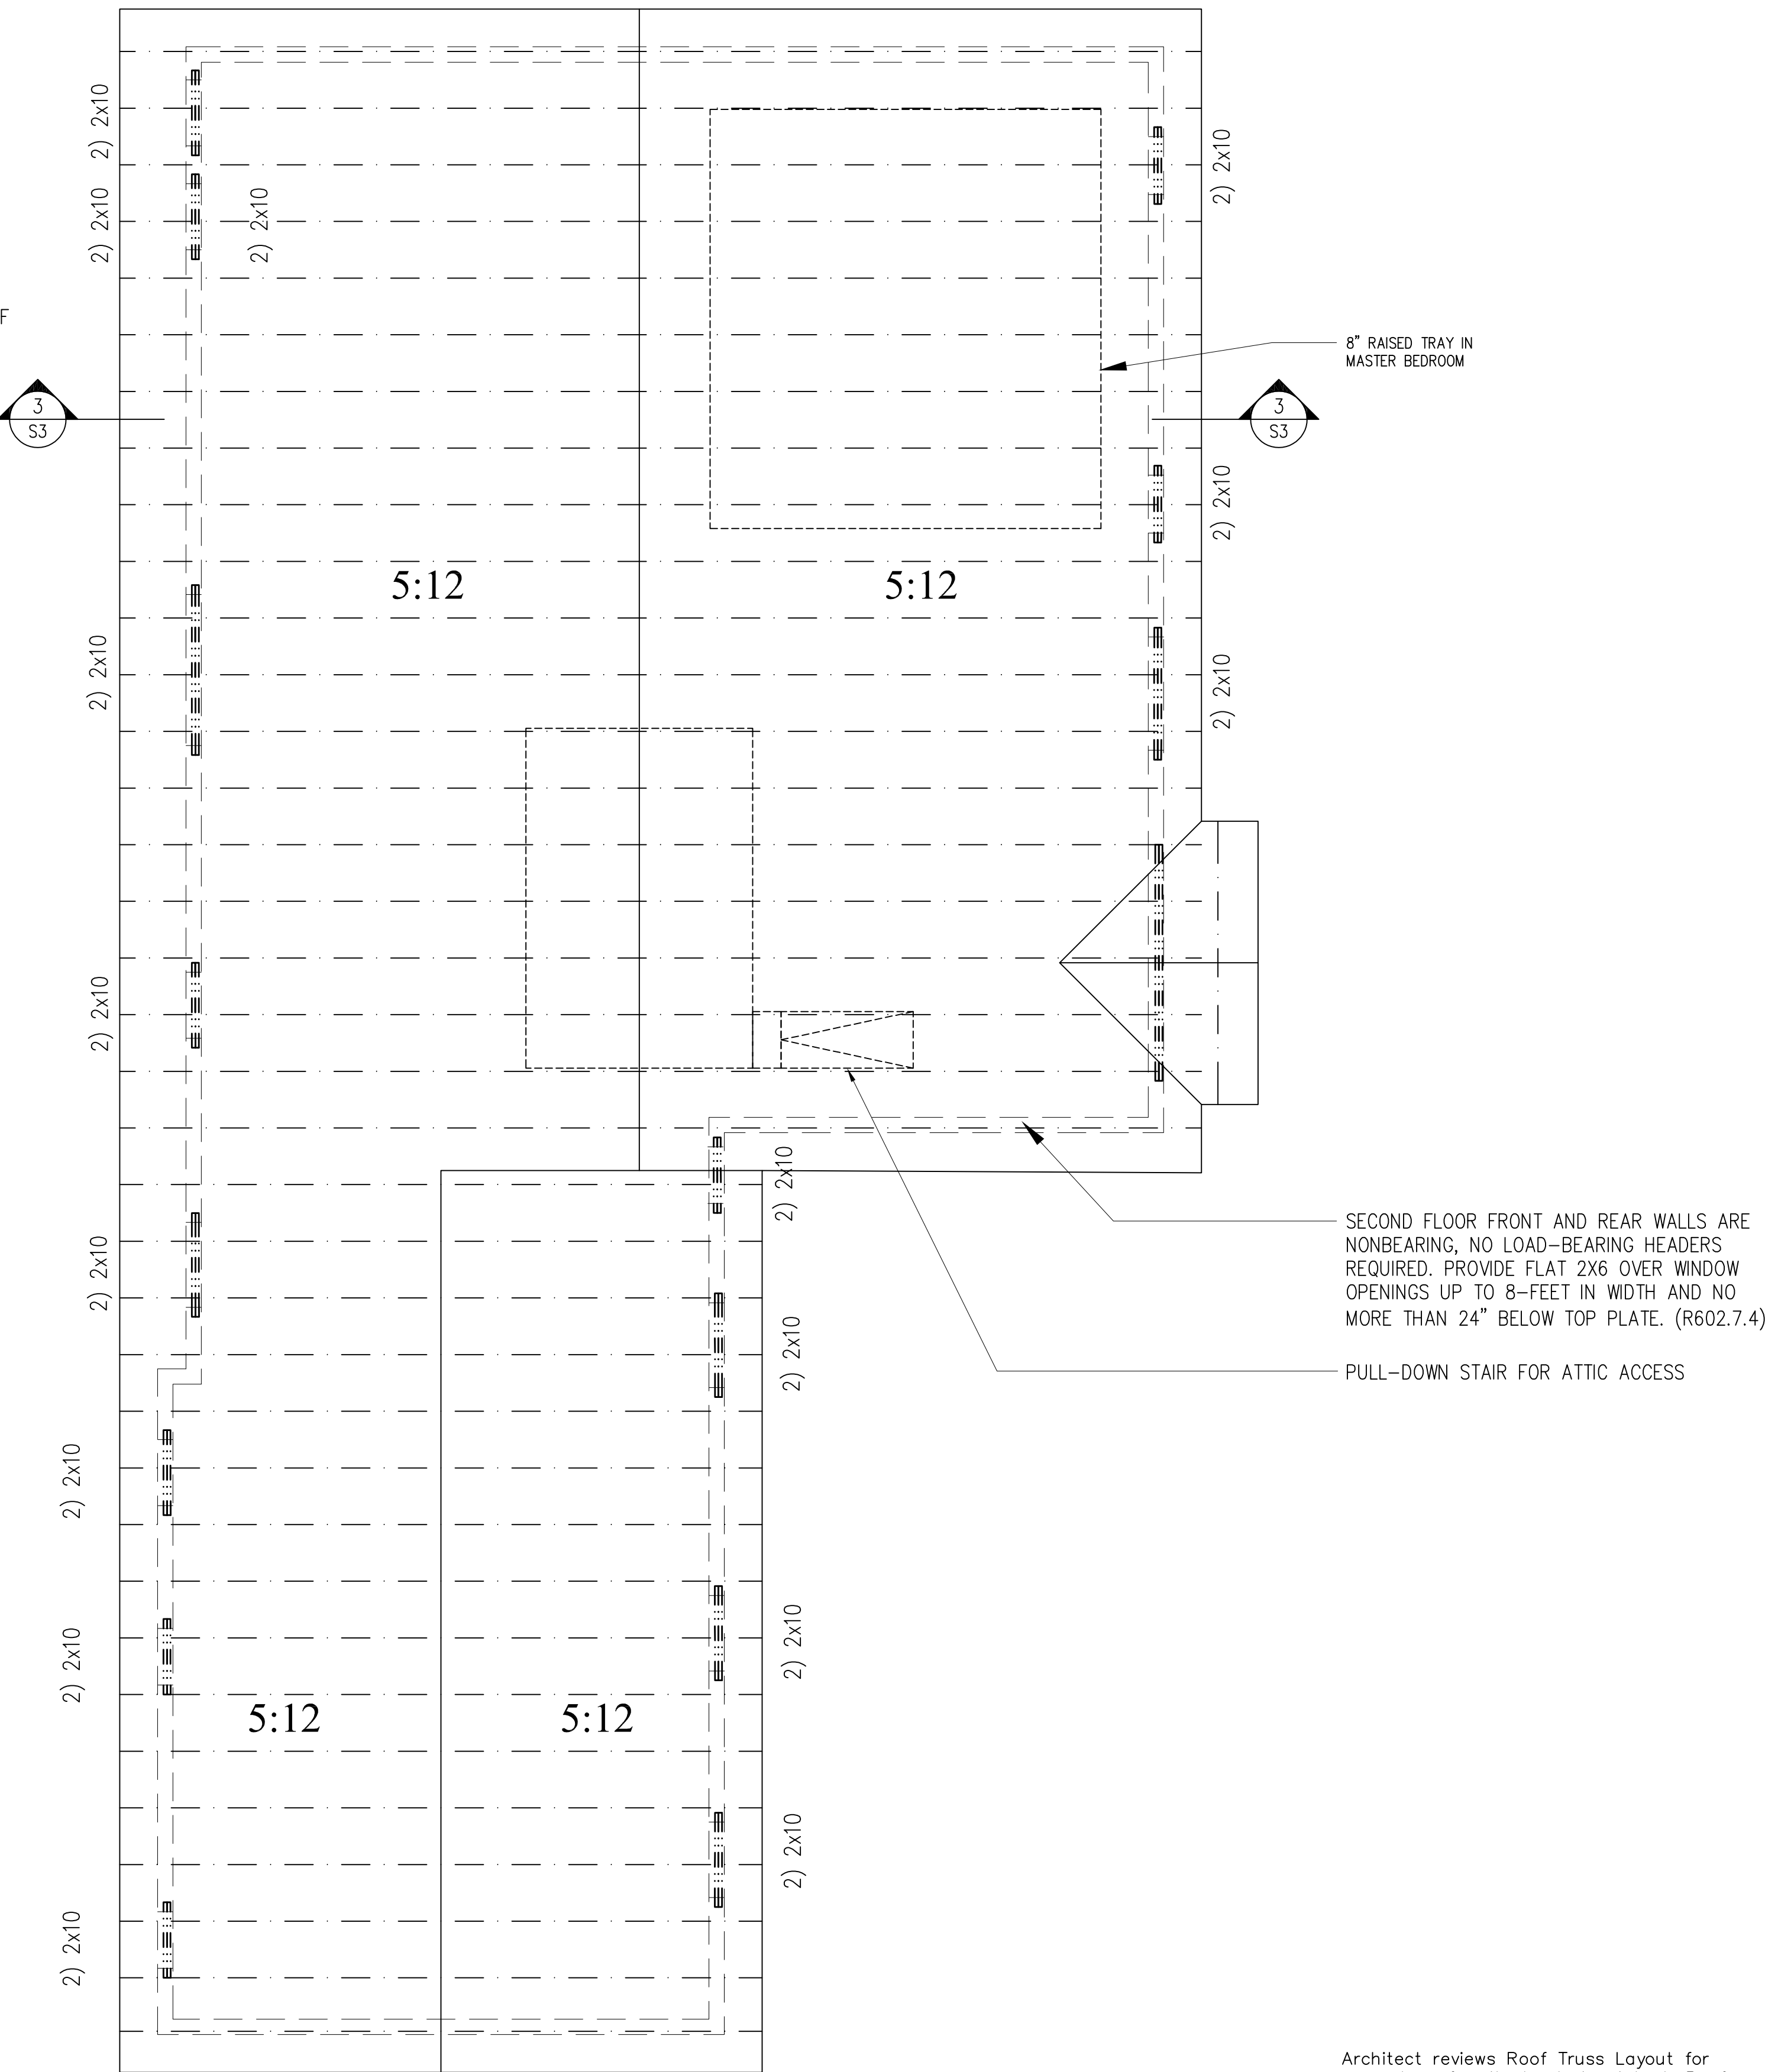 2) 2x10
2) 2x10
2) 2x10
2) 2x10
F
8" RAISED TRAY IN
MASTER BEDROOM
3
S3
3
S3
2) 2x10
5:12
5:12
2) 2x10
2) 2x10
2) 2x10
2) 2x10
SECOND FLOOR FRONT AND REAR WALLS ARE
NONBEARING, NO LOAD-BEARING HEADERS
REQUIRED. PROVIDE FLAT 2X6 OVER WINDOW
OPENINGS UP TO 8-FEET IN WIDTH AND NO
MORE THAN 24" BELOW TOP PLATE. (R602.7.4)
2) 2x10
2) 2x10
PULL-DOWN STAIR FOR ATTIC ACCESS
2) 2x10
2) 2x10
2) 2x10
5:12
5:12
2) 2x10
2) 2x10
Architect reviews Roof Truss Layout for